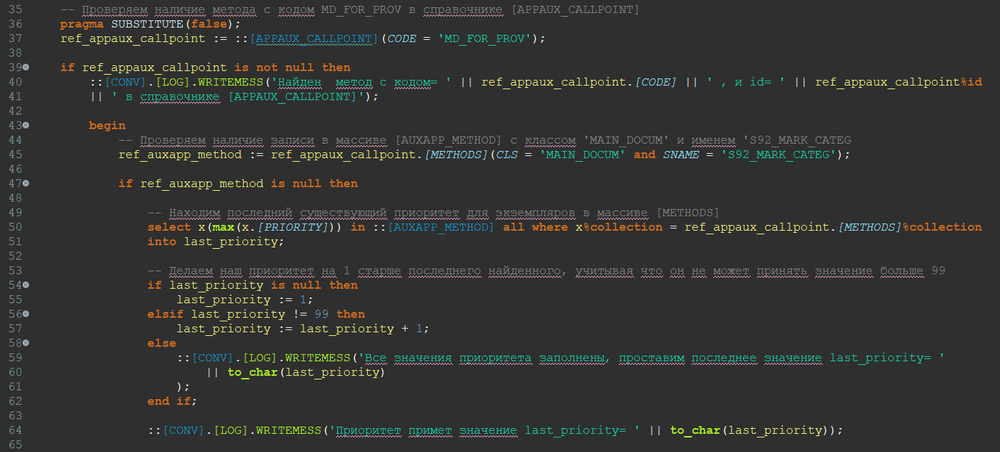 35 -- Проверяем наличие метода с кодом MD_FOR_PROV в справочнике [APPAUX_CALLPOINT]
36 pragma SUBSTITUTE(false);
37 ref_appaux_callpoint := ::[APPAUX_CALLPOINT](CODE = 'MD_FOR_PROV');
38
39 if ref_appaux_callpoint is not null then
40 ::[CONV].[LOG].WRITEMESS('Найден  метод с кодом= ' || ref_appaux_callpoint.[CODE] || ' , и id= ' || ref_appaux_callpoint%id
41 || ' в справочнике [APPAUX_CALLPOINT]');
42
43 begin
44 -- Проверяем наличие записи в массиве [AUXAPP_METHOD] с классом 'MAIN_DOCUM' и именем 'S92_MARK_CATEG
45 ref_auxapp_method := ref_appaux_callpoint.[METHODS](CLS = 'MAIN_DOCUM' and SNAME = 'S92_MARK_CATEG');
46
47 if ref_auxapp_method is null then
48
49 -- Находим последний существующий приоритет для экземпляров в массиве [METHODS]
50 select x(max(x.[PRIORITY])) in ::[AUXAPP_METHOD] all where x%collection = ref_appaux_callpoint.[METHODS]%collection
51 into last_priority;
52
53 -- Делаем наш приоритет на 1 старше последнего найденного, учитывая что он не может принять значение больше 99
54 if last_priority is null then
55 last_priority := 1;
56 elsif last_priority != 99 then
57 last_priority := last_priority + 1;
58 else
59 ::[CONV].[LOG].WRITEMESS('Все значения приоритета заполнены, проставим последнее значение last_priority= '
60 || to_char(last_priority)
61 );
62 end if;
63
64 ::[CONV].[LOG].WRITEMESS('Приоритет примет значение last_priority= ' || to_char(last_priority));
65